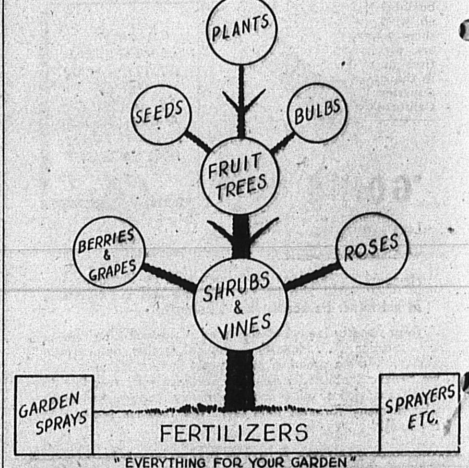 PLANTS
SEEDS
BULBS
FRUIT
TREES
BERRIES
&
GRAPES
ROSES
SHRUBS
&
VINES
GARDEN
SPRAYS
SPRAYERS
ETC.
FERTILIZERS
"EVERYTHING FOR YOUR GARDEN"